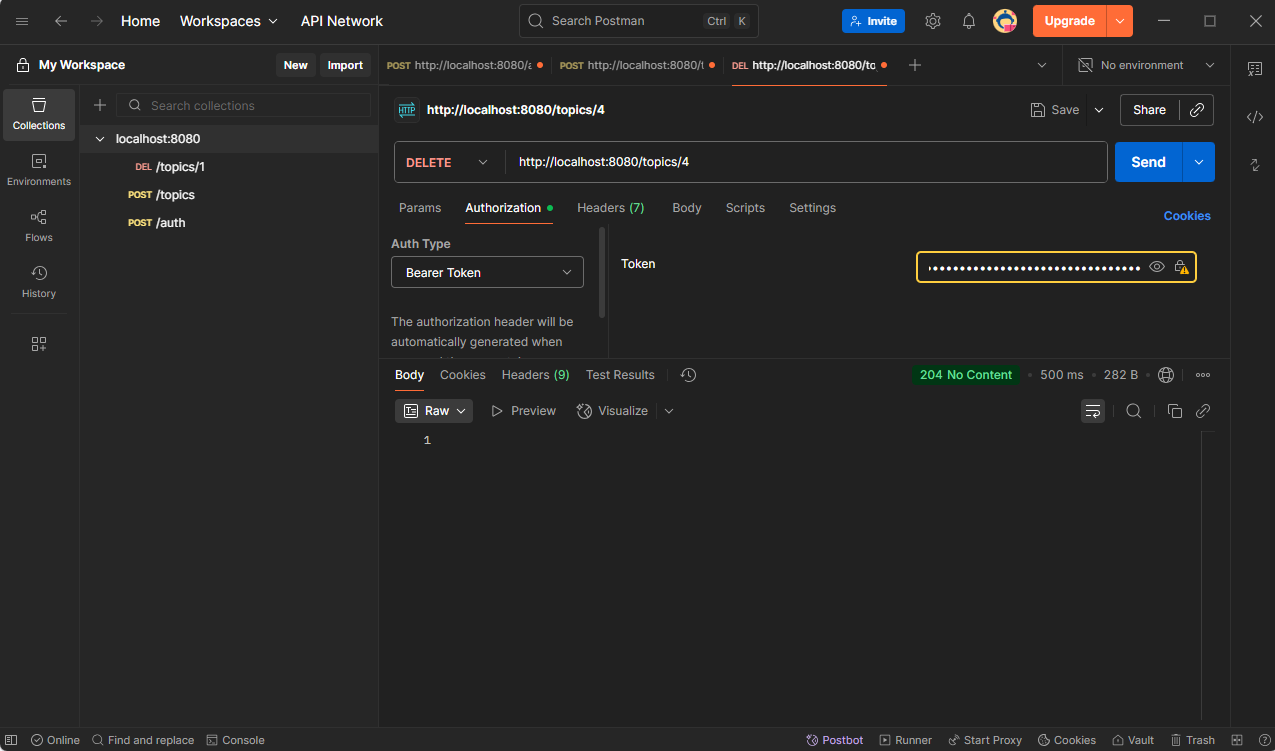 Home Workspaces API Network Search Postman Ctrl K Invite Upgrade
My Workspace New Import
POST http://localhost:8080/a POST http://localhost:8080/t DEL http://localhost:8080/to No environment
Collections
Environments
Flows
History
Search collections
localhost:8080
DEL /topics/1
POST /topics
POST /auth
HTTP http://localhost:8080/topics/4 Save Share
DELETE http://localhost:8080/topics/4 Send
Params Authorization Headers (7) Body Scripts Settings Cookies
Auth Type
Bearer Token
The authorization header will be
automatically generated when
Token
Body Cookies Headers (9) Test Results 204 No Content 500 ms 282 B
Raw Preview Visualize
1
Online Find and replace Console Postbot Runner Start Proxy Cookies Vault Trash